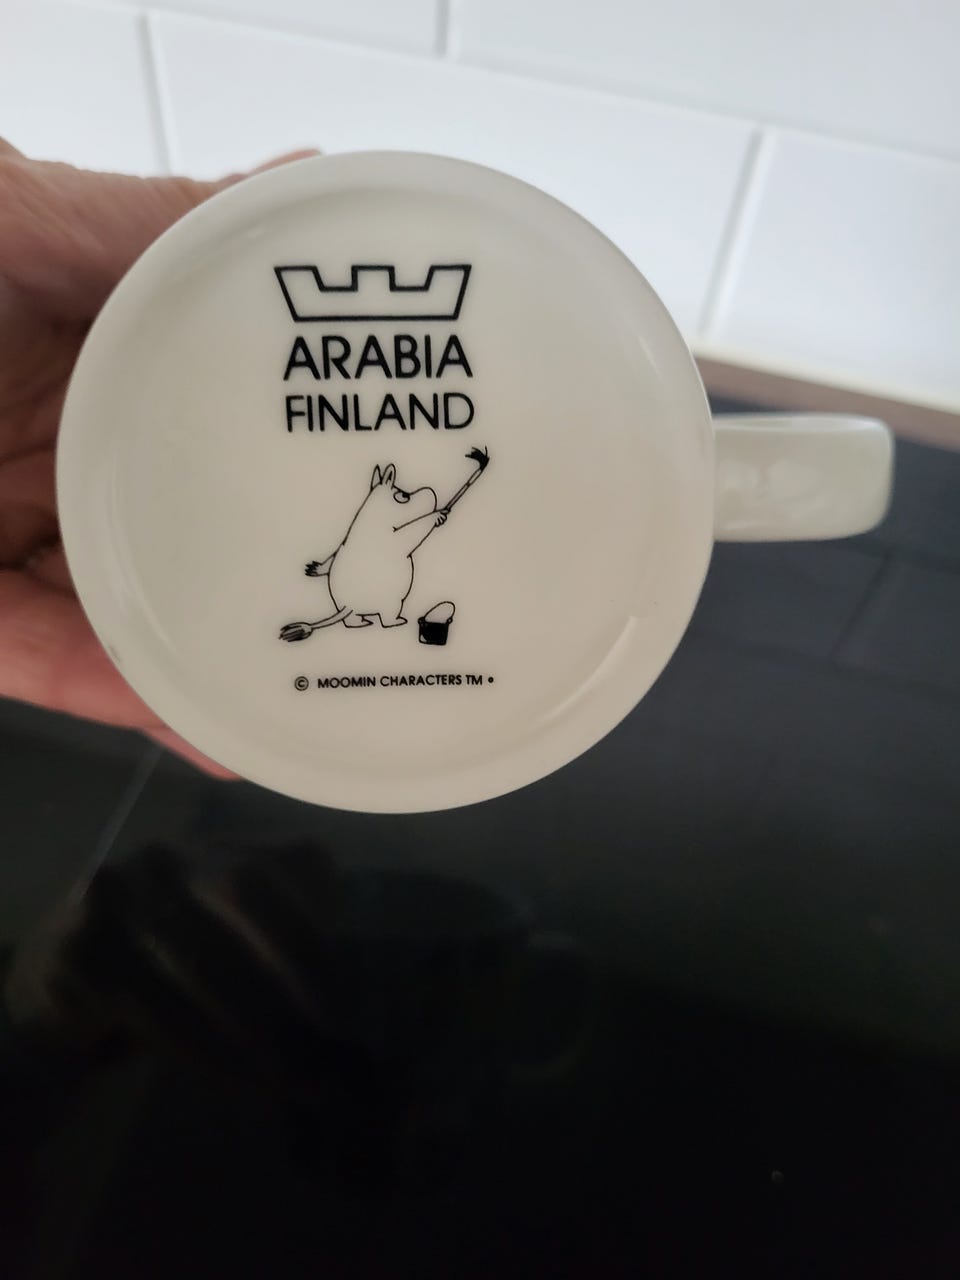 ARABIA
FINLAND
© MOOMIN CHARACTERS TM •